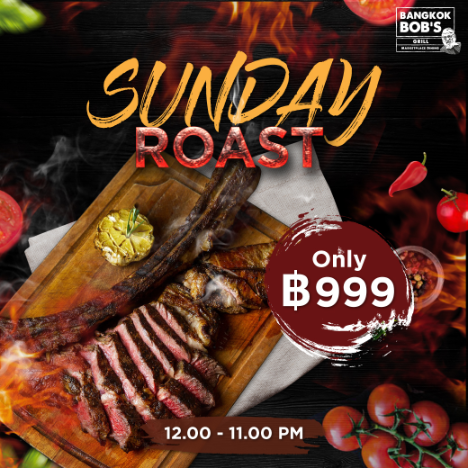 BANGKOK
BOB'S
GRILL
SUNDAY
ROAST
Only
฿999
12.00 - 11.00 PM